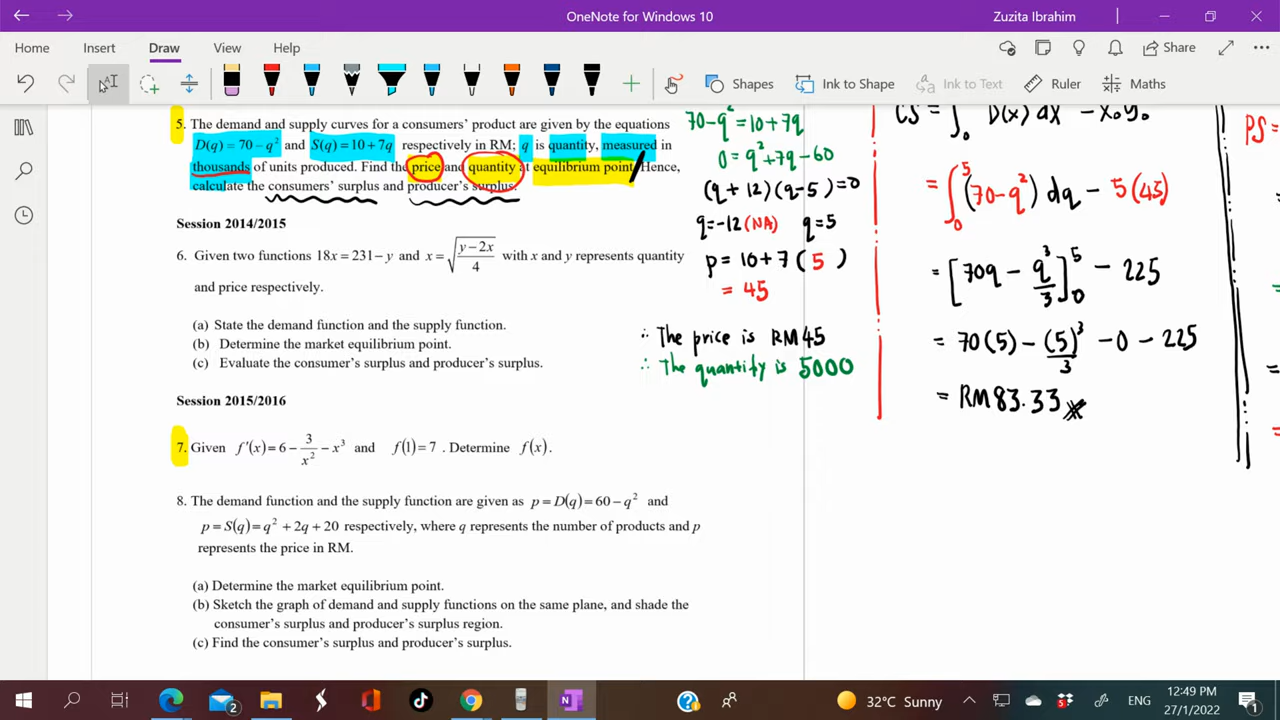 OneNote for Windows 10
Zuzita Ibrahim
Home Insert Draw View Help
Share
Shapes Ink to Shape Ink to Text Ruler Maths
5. The demand and supply curves for a consumers' product are given by the equations
D(q) = 70 – q² and S(q) = 10 + 7q respectively in RM; q is quantity, measured in
thousands of units produced. Find the price and quantity at equilibrium point. Hence,
calculate the consumers' surplus and producer's surplus.
Session 2014/2015
6. Given two functions 18x = 231 – y and x = √((y – 2x)/4) with x and y represents quantity
and price respectively.
(a) State the demand function and the supply function.
(b) Determine the market equilibrium point.
(c) Evaluate the consumer's surplus and producer's surplus.
Session 2015/2016
7. Given f'(x) = 6 – 3/x² – x³ and f(1) = 7 . Determine f(x).
8. The demand function and the supply function are given as p = D(q) = 60 – q² and
p = S(q) = q² + 2q + 20 respectively, where q represents the number of products and p
represents the price in RM.
(a) Determine the market equilibrium point.
(b) Sketch the graph of demand and supply functions on the same plane, and shade the
consumer's surplus and producer's surplus region.
(c) Find the consumer's surplus and producer's surplus.
70 – q² = 10 + 7q
0 = q² + 7q – 60
(q + 12)(q – 5) = 0
q = –12 (NA) q = 5
p = 10 + 7(5)
= 45
∴ The price is RM 45
∴ The quantity is 5000
CS = ∫₀ D(x) dx – x₀y₀
= ∫₀⁵ (70 – q²) dq – 5(45)
= [70q – q³/3]₀⁵ – 225
= 70(5) – (5)³/3 – 0 – 225
= RM 83.33
PS =
=
=
=
2
32°C Sunny
ENG
12:49 PM
27/1/2022
1